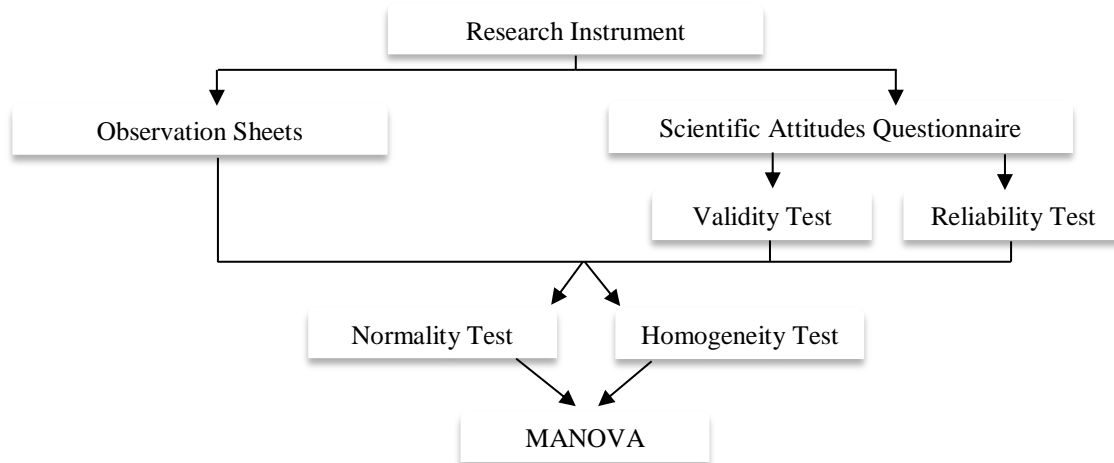 Research Instrument
Observation Sheets
Scientific Attitudes Questionnaire
Validity Test
Reliability Test
Normality Test
Homogeneity Test
MANOVA